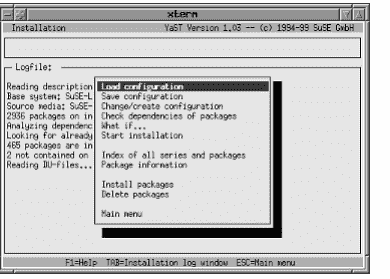 xterm
Installation YaST Version 1.03 -- (c) 1994-99 SuSE GmbH
Logfile:
Reading description
Base system: SuSE-L
Source media: SuSE-
2936 packages on in
Analyzing dependenc
Looking for already
465 packages are in
2 not contained on
Reading DU-files...
Load configuration
Save configuration
Change/create configuration
Check dependencies of packages
What if...
Start installation
Index of all series and packages
Package information
Install packages
Delete packages
Main menu
F1=Help TAB=Installation log window ESC=Main menu